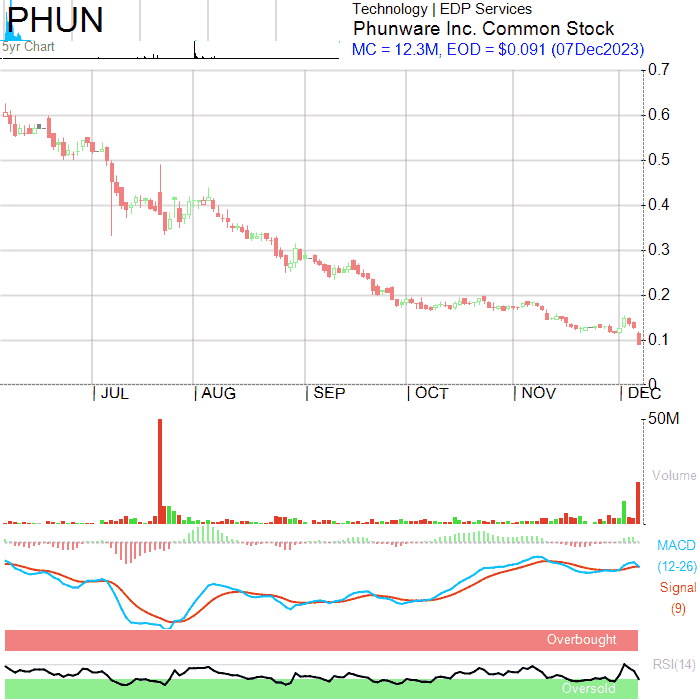 PHUN
5yr Chart
Technology | EDP Services
Phunware Inc. Common Stock
MC = 12.3M, EOD = $0.091 (07Dec2023)
0.7
0.6
0.5
0.4
0.3
0.2
0.1
0
JUL AUG SEP OCT NOV DEC
50M
Volume
MACD
(12-26)
Signal
(9)
Overbought
RSI(14)
Oversold